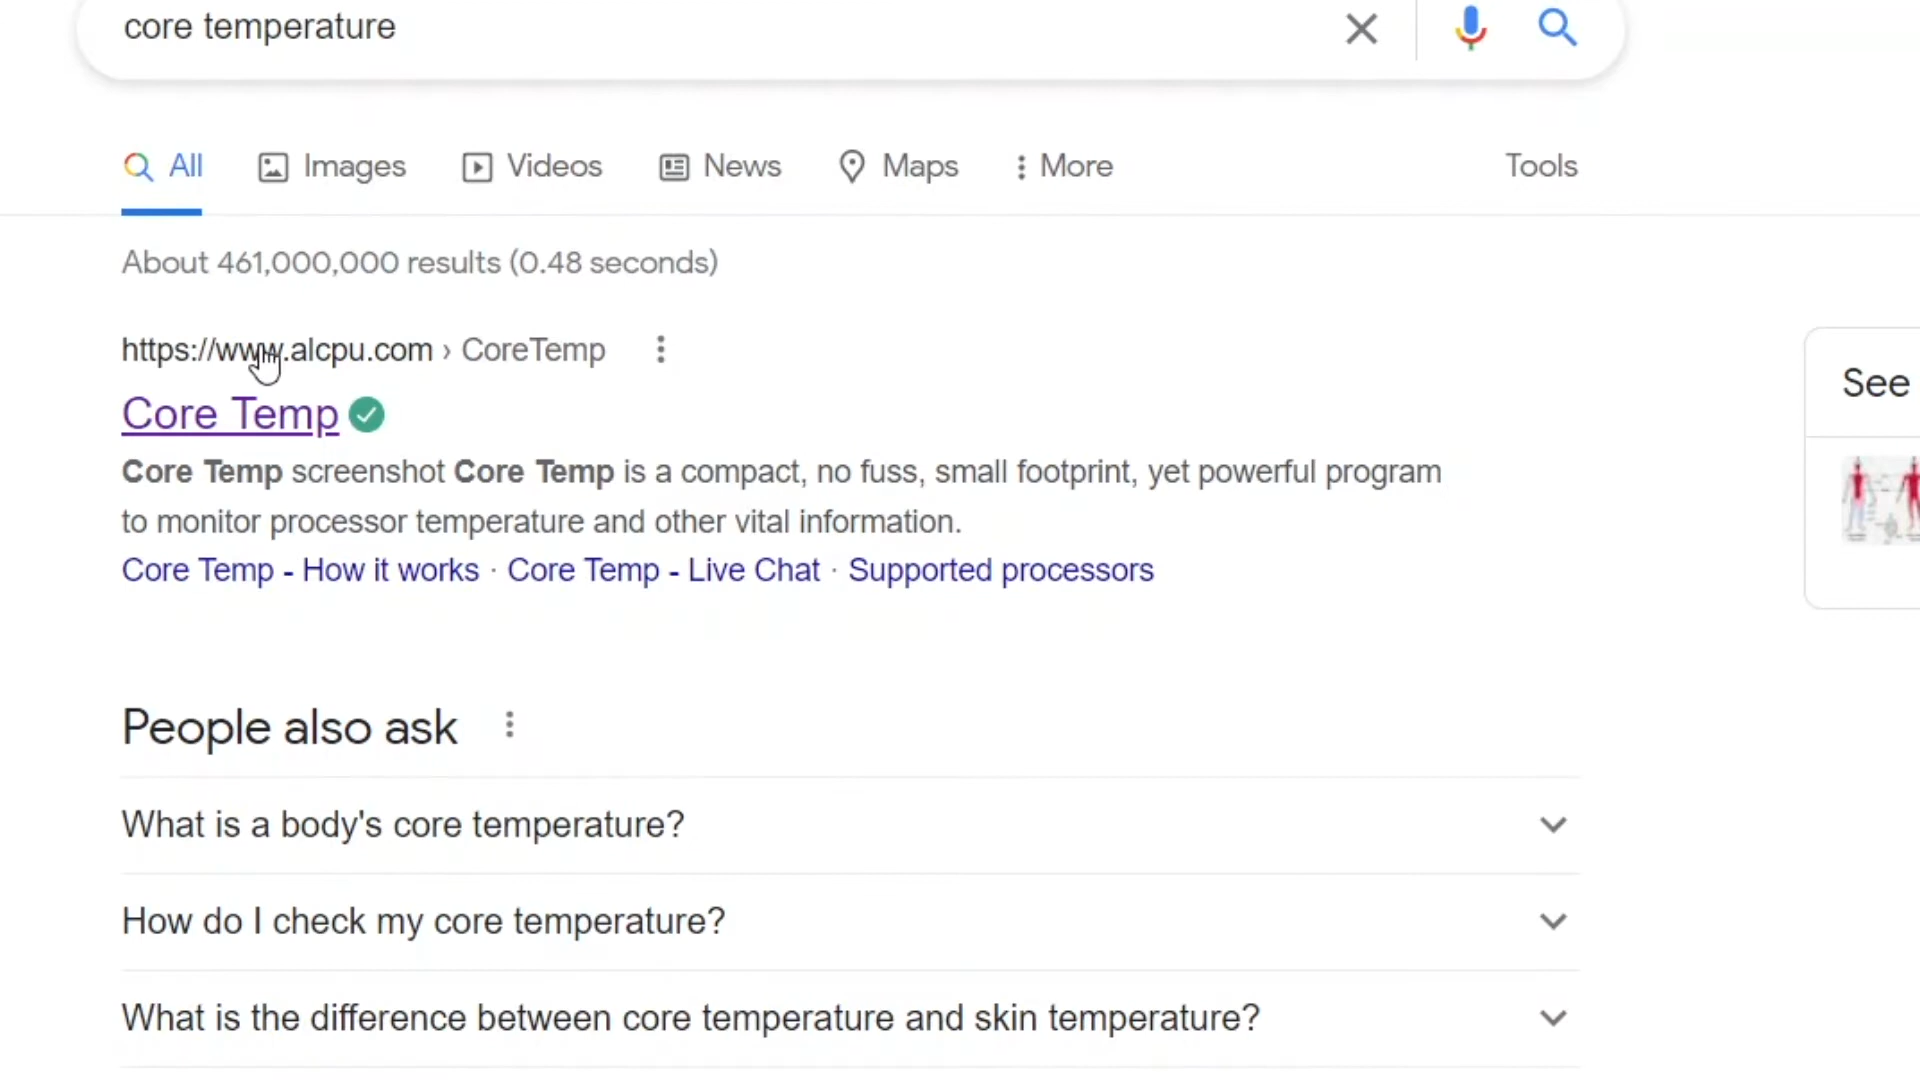 core temperature
All Images Videos News Maps More Tools
About 461,000,000 results (0.48 seconds)
https://www.alcpu.com › CoreTemp
Core Temp
Core Temp screenshot Core Temp is a compact, no fuss, small footprint, yet powerful program
to monitor processor temperature and other vital information.
Core Temp - How it works · Core Temp - Live Chat · Supported processors
See
People also ask
What is a body's core temperature?
How do I check my core temperature?
What is the difference between core temperature and skin temperature?